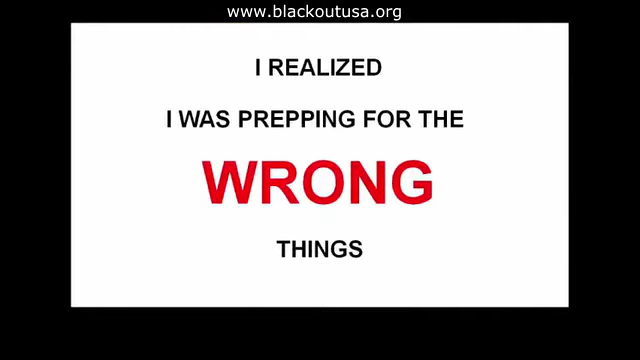 www.blackoutusa.org
I REALIZED
I WAS PREPPING FOR THE
WRONG
THINGS